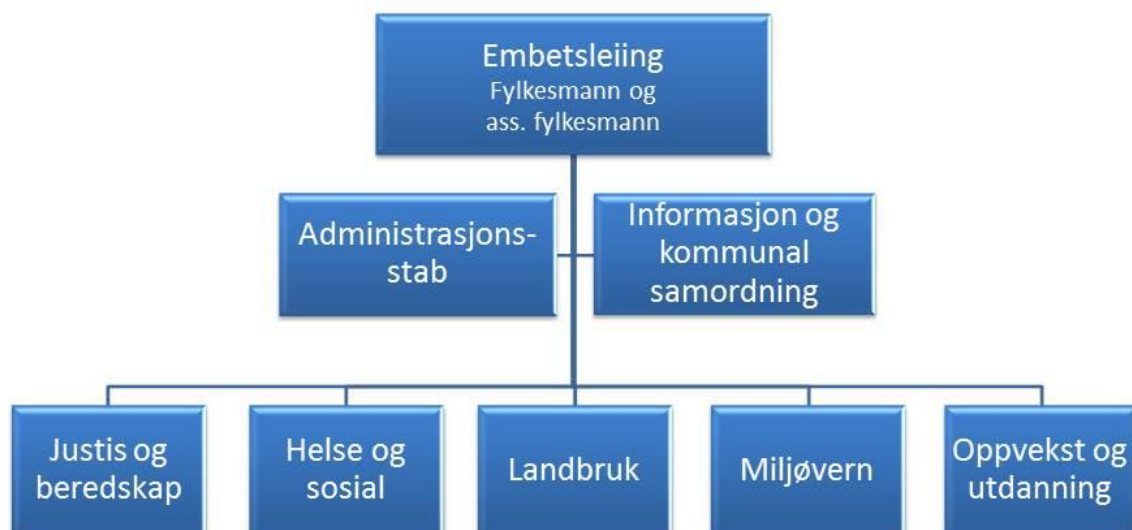 Embetsleiing
Fylkesmann og
ass. fylkesmann
Administrasjons-
stab
Informasjon og
kommunal
samordning
Justis og
beredskap
Helse og
sosial
Landbruk
Miljøvern
Oppvekst og
utdanning